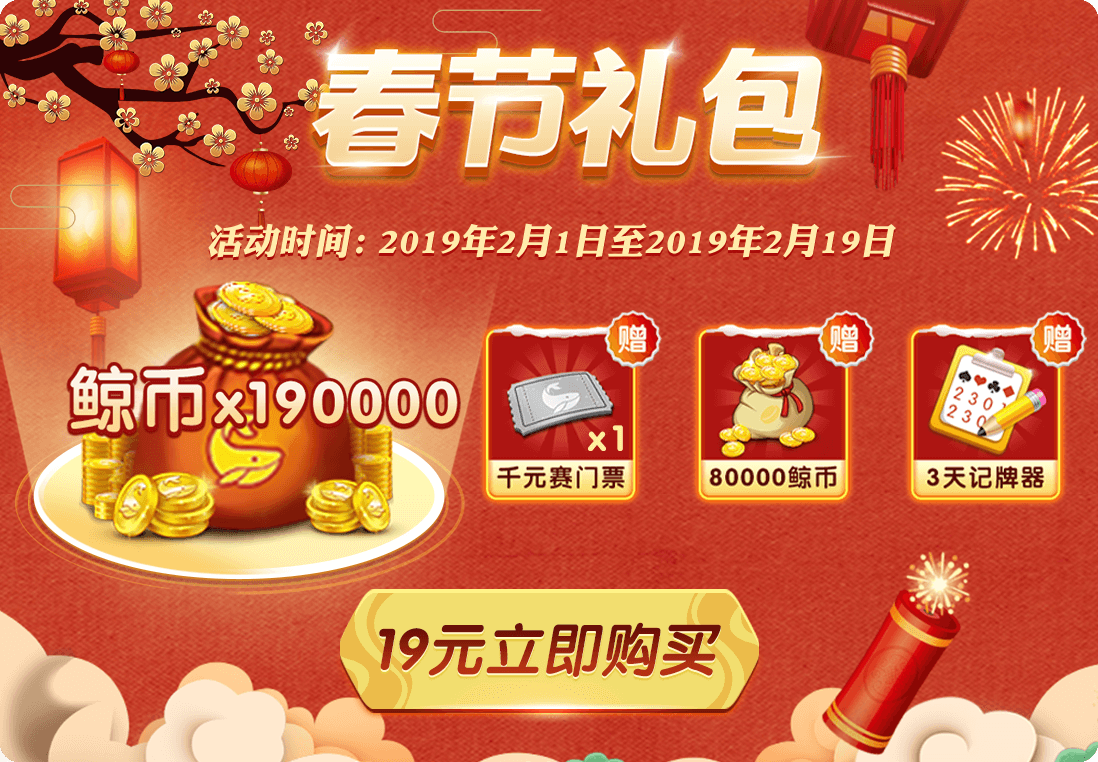 春节礼包
活动时间：2019年2月1日至2019年2月19日
鲸币x190000
赠
x1
千元赛门票
赠
80000鲸币
赠
230
230
3天记牌器
19元立即购买